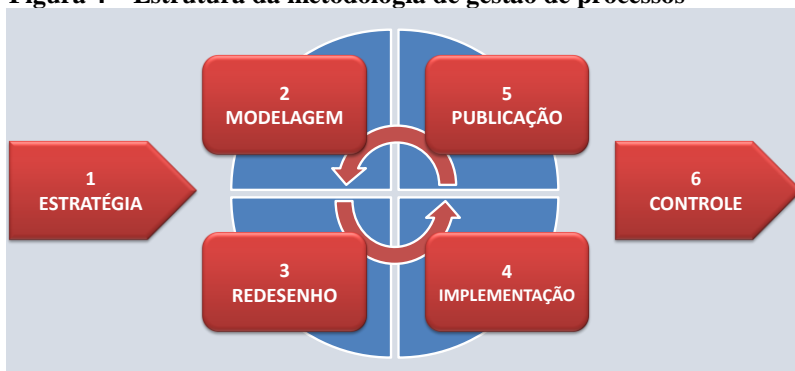 Figura 4 – Estrutura da metodologia de gestão de processos
1
ESTRATÉGIA
2
MODELAGEM
3
REDESENHO
4
IMPLEMENTAÇÃO
5
PUBLICAÇÃO
6
CONTROLE